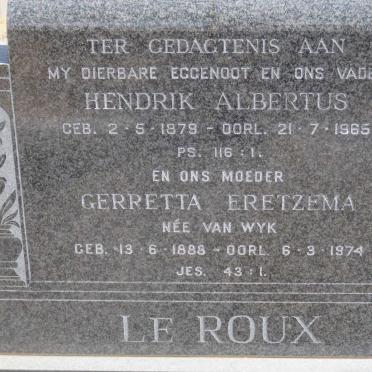 TER GEDAGTENIS AAN
MY DIERBARE EGGENOOT EN ONS VADE
HENDRIK ALBERTUS
GEB. 2-5-1879 - OORL. 21-7-1965
PS. 116:1.
EN ONS MOEDER
GERRETTA ERETZEMA
NÉE VAN WYK
GEB. 13-6-1888 - OORL. 6-3-1974
JES. 43:1.
LE ROUX